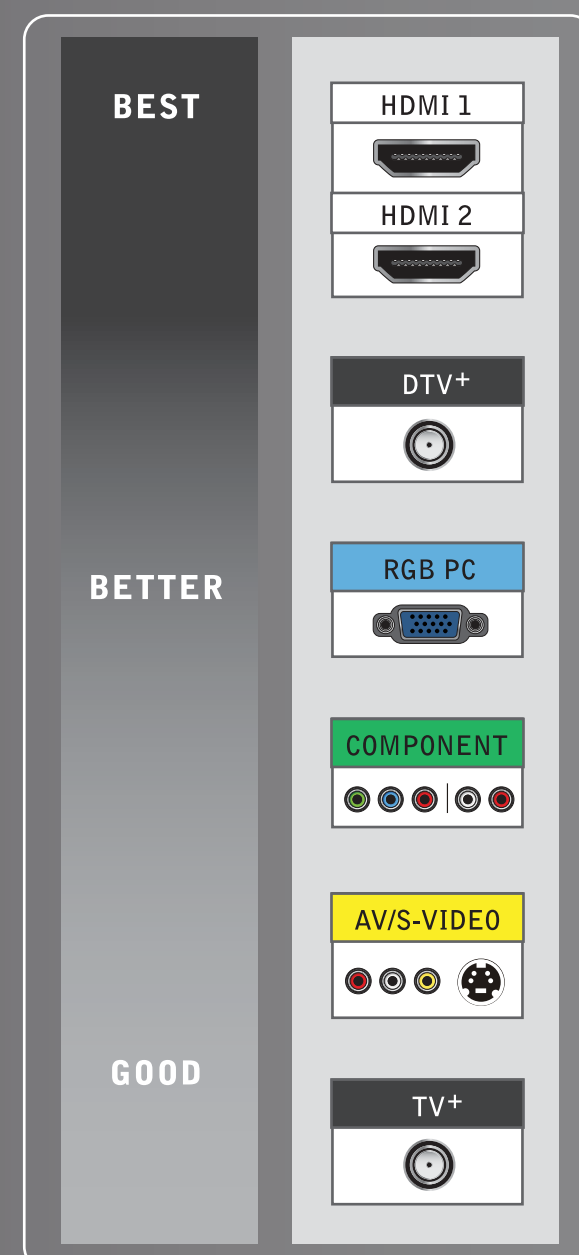 BEST
HDMI 1
HDMI 2
DTV+
BETTER
RGB PC
COMPONENT
AV/S-VIDEO
GOOD
TV+